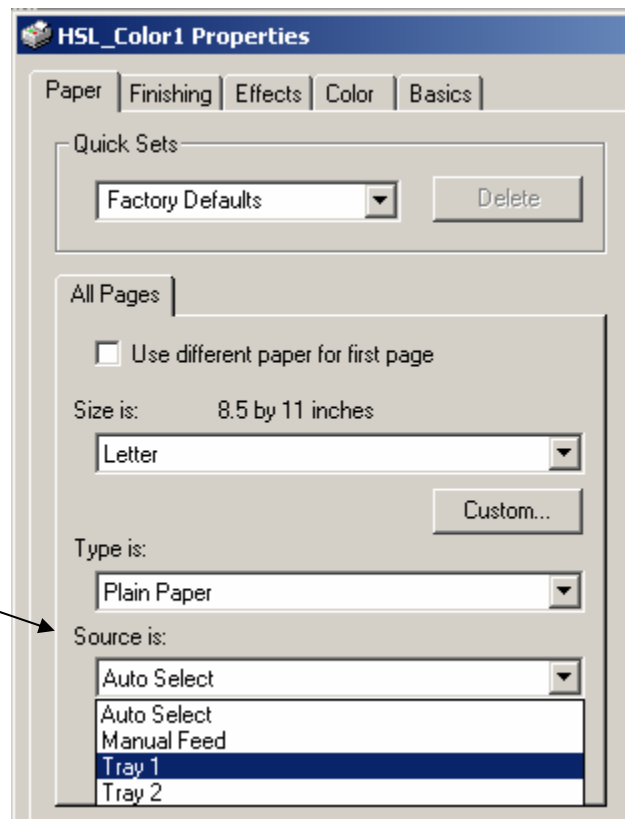 HSL_Color1 Properties
Paper Finishing Effects Color Basics
Quick Sets
Factory Defaults Delete
All Pages
Use different paper for first page
Size is: 8.5 by 11 inches
Letter
Custom...
Type is:
Plain Paper
Source is:
Auto Select
Auto Select
Manual Feed
Tray 1
Tray 2